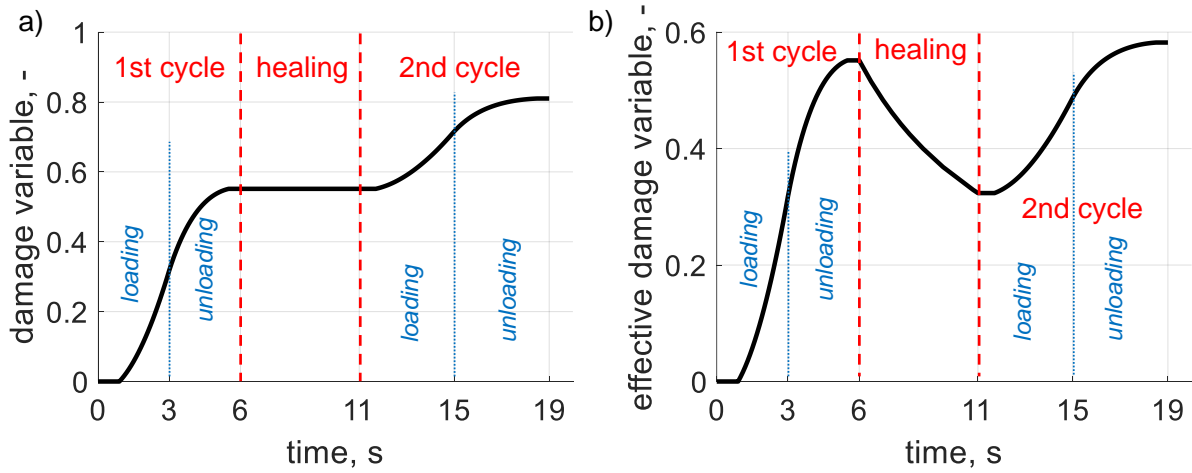 a)
damage variable, -
1
0.8
0.6
0.4
0.2
0
1st cycle
healing
2nd cycle
loading
unloading
loading
unloading
0 3 6 11 15 19
time, s
b)
effective damage variable, -
0.6
0.4
0.2
0
1st cycle
healing
2nd cycle
loading
unloading
loading
unloading
0 3 6 11 15 19
time, s